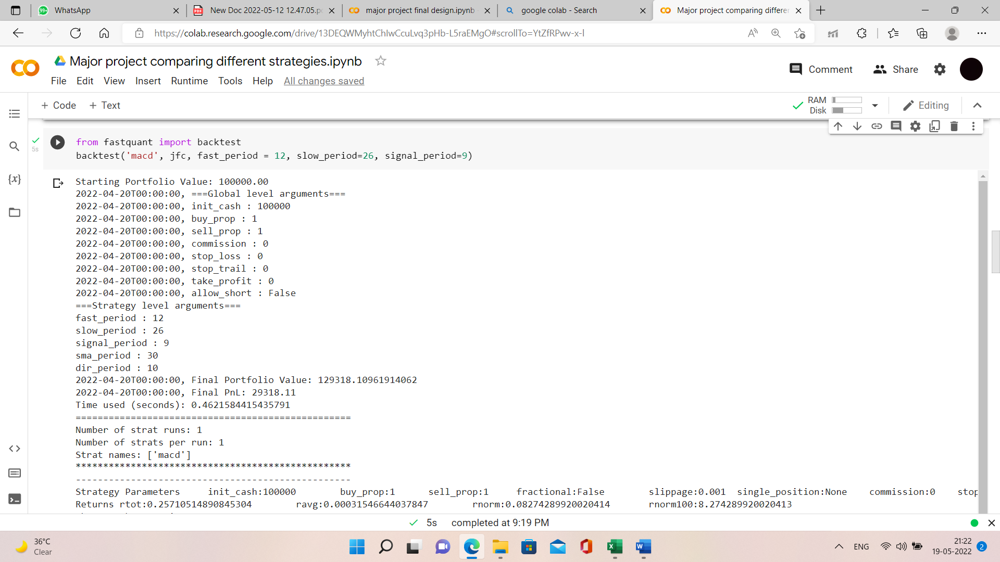 WhatsApp
New Doc 2022-05-12 12.47.05.p
major project final design.ipynb
google colab - Search
Major project comparing differer
https://colab.research.google.com/drive/13DEQWMyhtChIwCcuLvq3pHb-L5raEMgO#scrollTo=YtZfRPwv-x-l
Major project comparing different strategies.ipynb
Comment
Share
File Edit View Insert Runtime Tools Help All changes saved
+ Code + Text
RAM
Disk
Editing
5s
from fastquant import backtest
backtest('macd', jfc, fast_period = 12, slow_period=26, signal_period=9)
Starting Portfolio Value: 100000.00
2022-04-20T00:00:00, ===Global level arguments===
2022-04-20T00:00:00, init_cash : 100000
2022-04-20T00:00:00, buy_prop : 1
2022-04-20T00:00:00, sell_prop : 1
2022-04-20T00:00:00, commission : 0
2022-04-20T00:00:00, stop_loss : 0
2022-04-20T00:00:00, stop_trail : 0
2022-04-20T00:00:00, take_profit : 0
2022-04-20T00:00:00, allow_short : False
===Strategy level arguments===
fast_period : 12
slow_period : 26
signal_period : 9
sma_period : 30
dir_period : 10
2022-04-20T00:00:00, Final Portfolio Value: 129318.10961914062
2022-04-20T00:00:00, Final PnL: 29318.11
Time used (seconds): 0.4621584415435791
==================================================
Number of strat runs: 1
Number of strats per run: 1
Strat names: ['macd']
**************************************************
--------------------------------------------------
Strategy Parameters init_cash:100000 buy_prop:1 sell_prop:1 fractional:False slippage:0.001 single_position:None commission:0 stop
Returns rtot:0.25710514890845304 ravg:0.00031546644037847 rnorm:0.08274289920020414 rnorm100:8.274289920020413
5s completed at 9:19 PM
36°C
Clear
ENG
21:22
19-05-2022
2